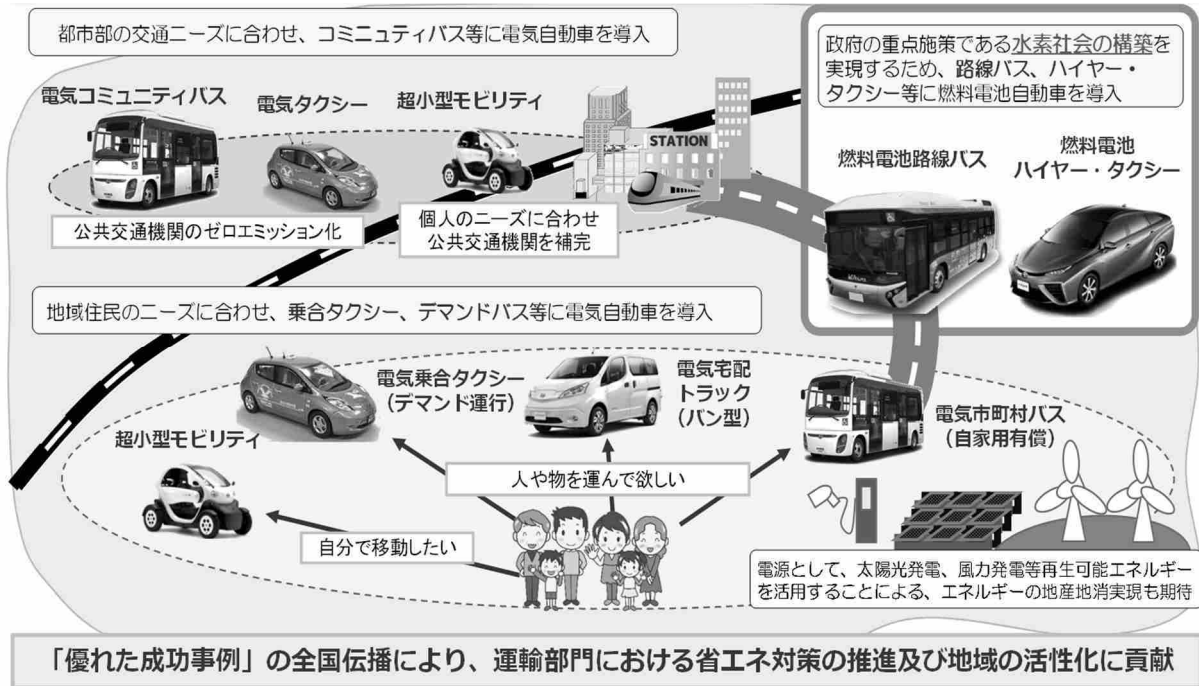 都市部の交通ニーズに合わせ、コミニュティバス等に電気自動車を導入
電気コミュニティバス
電気タクシー
超小型モビリティ
STATION
公共交通機関のゼロエミッション化
個人のニーズに合わせ
公共交通機関を補完
政府の重点施策である水素社会の構築を
実現するため、路線バス、ハイヤー・
タクシー等に燃料電池自動車を導入
燃料電池路線バス
燃料電池
ハイヤー・タクシー
地域住民のニーズに合わせ、乗合タクシー、デマンドバス等に電気自動車を導入
電気乗合タクシー
（デマンド運行）
電気宅配
トラック
（バン型）
電気市町村バス
（自家用有償）
超小型モビリティ
人や物を運んで欲しい
自分で移動したい
電源として、太陽光発電、風力発電等再生可能エネルギー
を活用することによる、エネルギーの地産地消実現も期待
「優れた成功事例」の全国伝播により、運輸部門における省エネ対策の推進及び地域の活性化に貢献